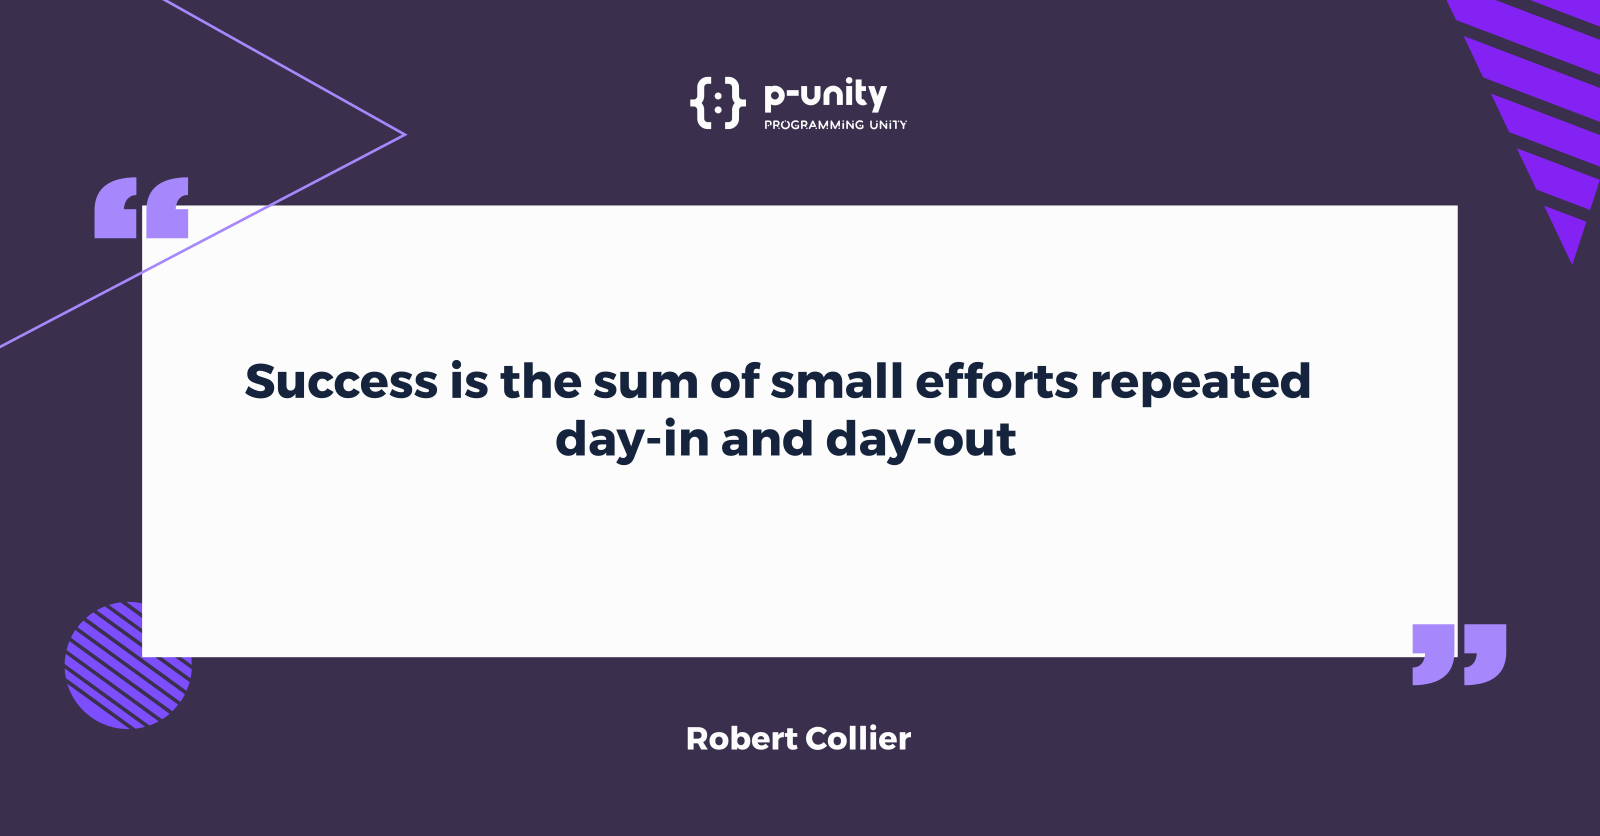 {:} p-unity
PROGRAMMING UNITY
“
Success is the sum of small efforts repeated
day-in and day-out
”
Robert Collier